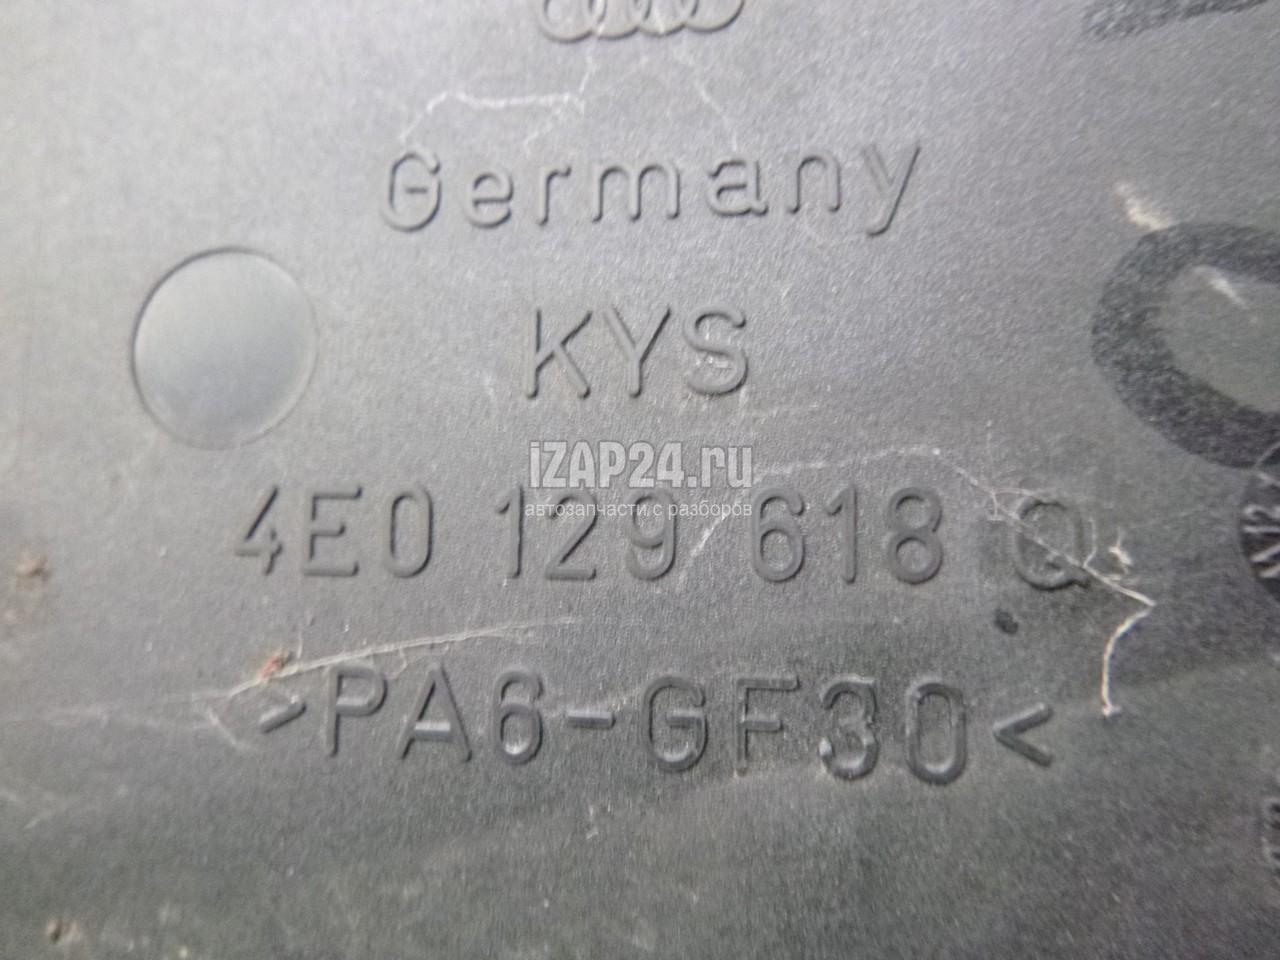 Germany
KYS
iZAP24.ru
автозапчасти с разборов
4E0 129 618 Q
>PA6-GF30<